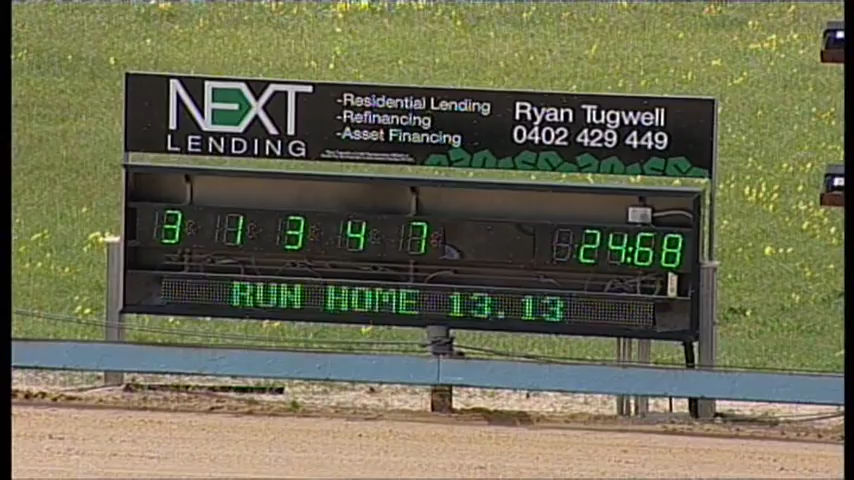 NEXT
LENDING
-Residential Lending
-Refinancing
-Asset Financing
Ryan Tugwell
0402 429 449
3 1 3 4 7 24:68
RUN HOME 13.13